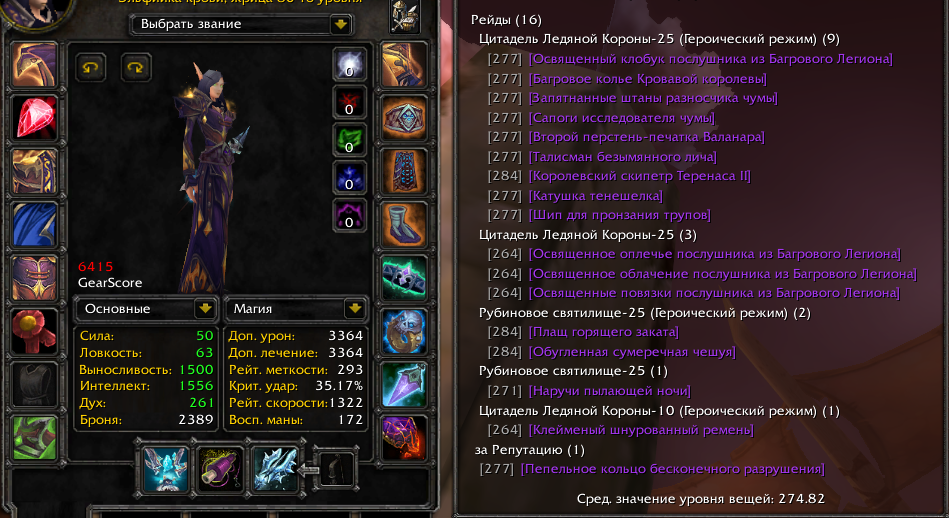 Эльфийка крови, жрица 80-го уровня
Выбрать звание
0
0
0
0
0
6415
GearScore
Основные
Сила: 50
Ловкость: 63
Выносливость: 1500
Интеллект: 1556
Дух: 261
Броня: 2389
Магия
Доп. урон: 3364
Доп. лечение: 3364
Рейт. меткости: 293
Крит. удар: 35.17%
Рейт. скорости: 1322
Восп. маны: 172
Рейды (16)
Цитадель Ледяной Короны-25 (Героический режим) (9)
[277] [Освященный клобук послушника из Багрового Легиона]
[277] [Багровое колье Кровавой королевы]
[277] [Запятнанные штаны разносчика чумы]
[277] [Сапоги исследователя чумы]
[277] [Второй перстень-печатка Валанара]
[277] [Талисман безымянного лича]
[284] [Королевский скипетр Теренаса II]
[277] [Катушка тенешелка]
[277] [Шип для пронзания трупов]
Цитадель Ледяной Короны-25 (3)
[264] [Освященное оплечье послушника из Багрового Легиона]
[264] [Освященное облачение послушника из Багрового Легиона]
[264] [Освященные повязки послушника из Багрового Легиона]
Рубиновое святилище-25 (Героический режим) (2)
[284] [Плащ горящего заката]
[284] [Обугленная сумеречная чешуя]
Рубиновое святилище-25 (1)
[271] [Наручи пылающей ночи]
Цитадель Ледяной Короны-10 (Героический режим) (1)
[264] [Клейменый шнурованный ремень]
за Репутацию (1)
[277] [Пепельное кольцо бесконечного разрушения]
Сред. значение уровня вещей: 274.82